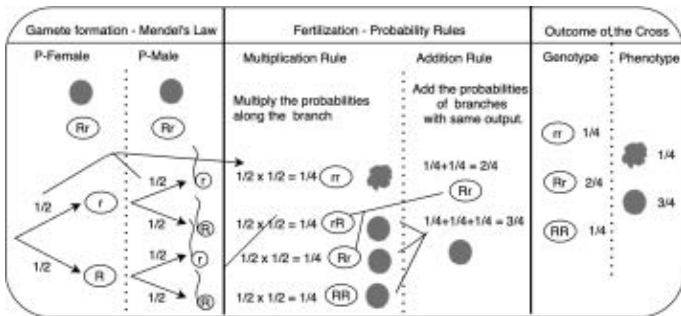 Gamete formation - Mendel's Law
Fertilization - Probability Rules
Outcome of the Cross
P-Female
P-Male
Multiplication Rule
Addition Rule
Genotype
Phenotype
Multiply the probabilities
along the branch
Add the probabilities
of branches
with same output.
Rr
Rr
rr 1/4
1/4
Rr 2/4
3/4
RR 1/4
1/2
r
1/2
R
1/2
r
1/2
R
1/2
r
1/2
R
1/2 x 1/2 = 1/4 rr
1/2 x 1/2 = 1/4 rR
1/2 x 1/2 = 1/4 Rr
1/2 x 1/2 = 1/4 RR
1/4+1/4 = 2/4
Rr
1/4+1/4+1/4 = 3/4